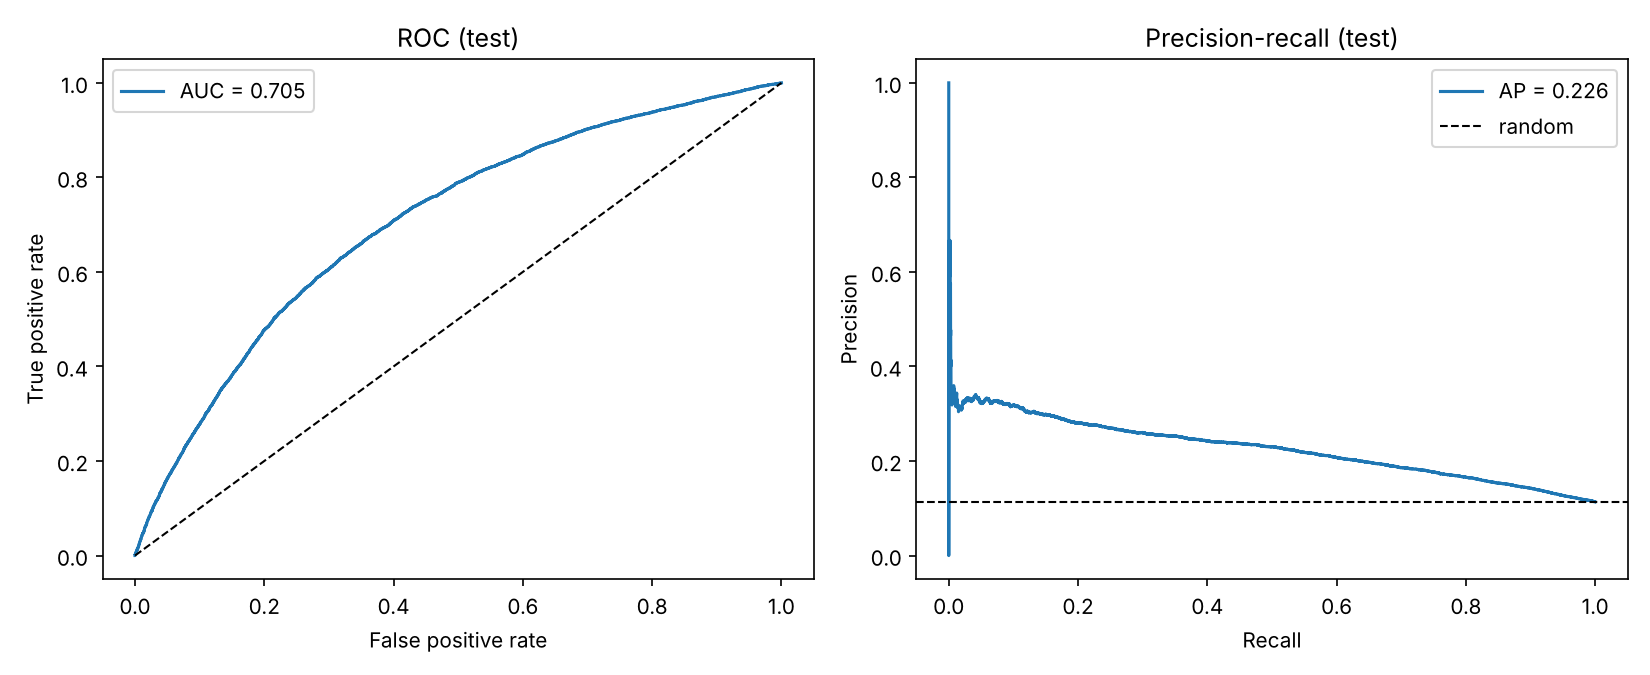 ROC (test)
AUC = 0.705
1.0
0.8
0.6
0.4
0.2
0.0
True positive rate
0.0 0.2 0.4 0.6 0.8 1.0
False positive rate
Precision-recall (test)
AP = 0.226
random
1.0
0.8
0.6
0.4
0.2
0.0
Precision
0.0 0.2 0.4 0.6 0.8 1.0
Recall